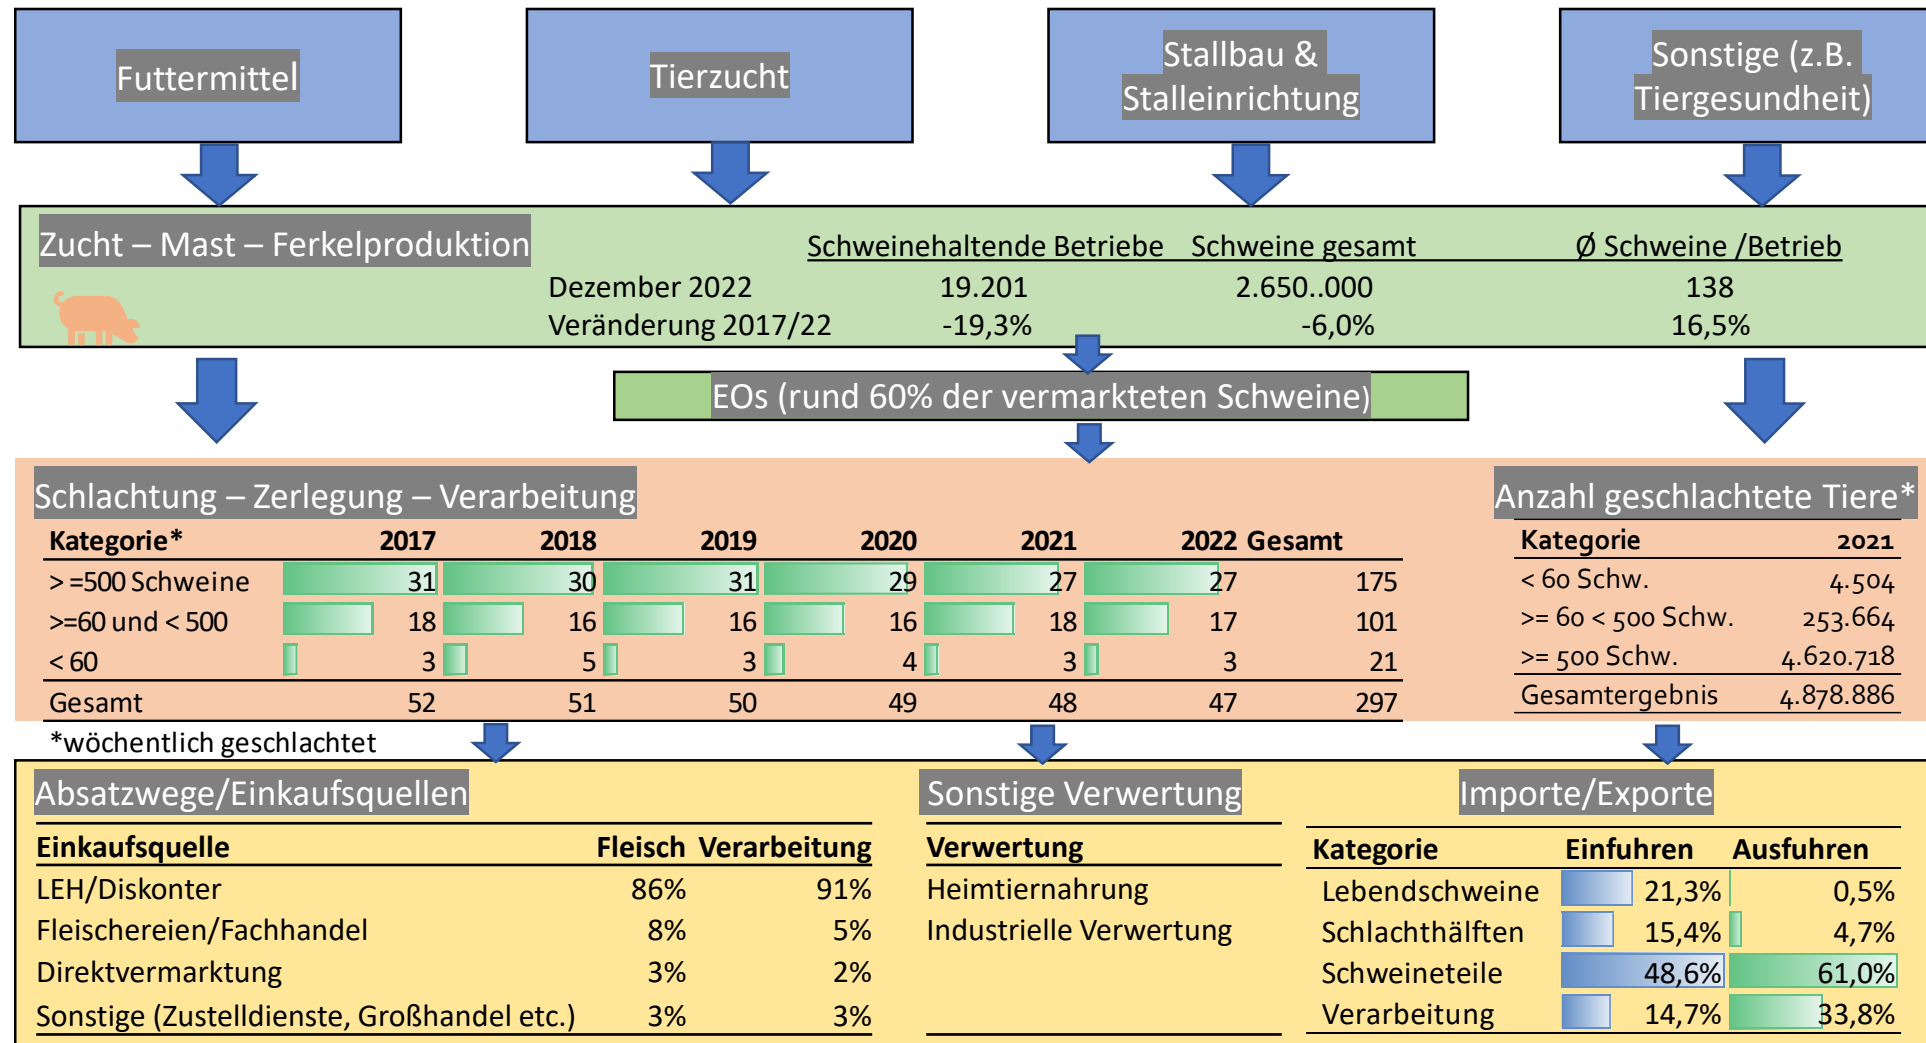 Futtermittel
Tierzucht
Stallbau &
Stalleinrichtung
Sonstige (z.B.
Tiergesundheit)
Zucht – Mast – Ferkelproduktion
Schweinehaltende Betriebe Schweine gesamt Ø Schweine /Betrieb
Dezember 2022 19.201 2.650..000 138
Veränderung 2017/22 -19,3% -6,0% 16,5%
EOs (rund 60% der vermarkteten Schweine)
Schlachtung – Zerlegung – Verarbeitung
Kategorie* 2017 2018 2019 2020 2021 2022 Gesamt
> =500 Schweine 31 30 31 29 27 27 175
>=60 und < 500 18 16 16 16 18 17 101
< 60 3 5 3 4 3 3 21
Gesamt 52 51 50 49 48 47 297
*wöchentlich geschlachtet
Anzahl geschlachtete Tiere*
Kategorie 2021
< 60 Schw. 4.504
>= 60 < 500 Schw. 253.664
>= 500 Schw. 4.620.718
Gesamtergebnis 4.878.886
Absatzwege/Einkaufsquellen
Einkaufsquelle Fleisch Verarbeitung
LEH/Diskonter 86% 91%
Fleischereien/Fachhandel 8% 5%
Direktvermarktung 3% 2%
Sonstige (Zustelldienste, Großhandel etc.) 3% 3%
Sonstige Verwertung
Verwertung
Heimtiernahrung
Industrielle Verwertung
Importe/Exporte
Kategorie Einfuhren Ausfuhren
Lebendschweine 21,3% 0,5%
Schlachthälften 15,4% 4,7%
Schweineteile 48,6% 61,0%
Verarbeitung 14,7% 33,8%